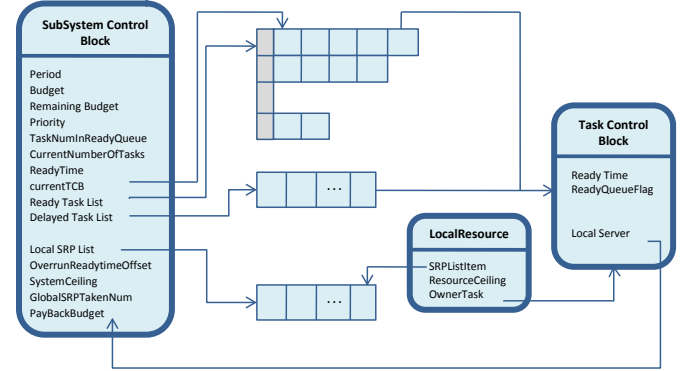 SubSystem Control
Block
Period
Budget
Remaining Budget
Priority
TaskNumInReadyQueue
CurrentNumberOfTasks
ReadyTime
currentTCB
Ready Task List
Delayed Task List
Local SRP List
OverrunReadytimeOffset
SystemCeiling
GlobalSRPTakenNum
PayBackBudget
...
...
LocalResource
SRPListItem
ResourceCeiling
OwnerTask
Task Control
Block
Ready Time
ReadyQueueFlag
Local Server